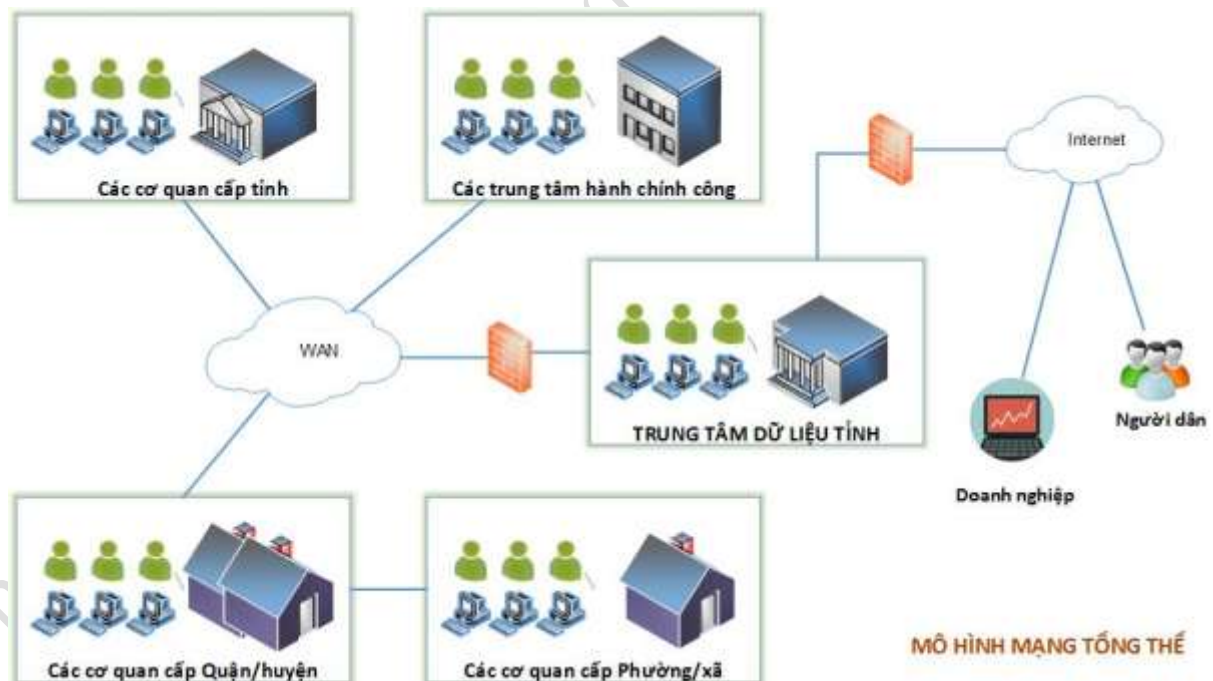 Các cơ quan cấp tỉnh
Các trung tâm hành chính công
Internet
WAN
TRUNG TÂM DỮ LIỆU TỈNH
Người dân
Doanh nghiệp
Các cơ quan cấp Quận/huyện
Các cơ quan cấp Phường/xã
MÔ HÌNH MẠNG TỔNG THỂ